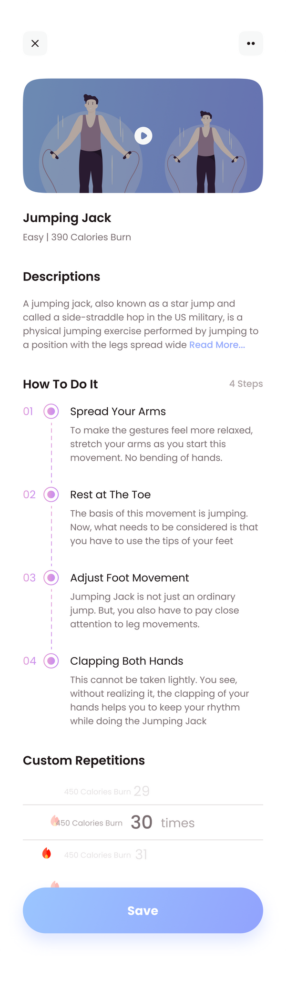 Jumping Jack
Easy | 390 Calories Burn
Descriptions
A jumping jack, also known as a star jump and
called a side-straddle hop in the US military, is a
physical jumping exercise performed by jumping to
a position with the legs spread wide Read More...
How To Do It
4 Steps
01
Spread Your Arms
To make the gestures feel more relaxed,
stretch your arms as you start this
movement. No bending of hands.
02
Rest at The Toe
The basis of this movement is jumping.
Now, what needs to be considered is that
you have to use the tips of your feet
03
Adjust Foot Movement
Jumping Jack is not just an ordinary
jump. But, you also have to pay close
attention to leg movements.
04
Clapping Both Hands
This cannot be taken lightly. You see,
without realizing it, the clapping of your
hands helps you to keep your rhythm
while doing the Jumping Jack
Custom Repetitions
450 Calories Burn 29
450 Calories Burn 30 times
450 Calories Burn 31
Save